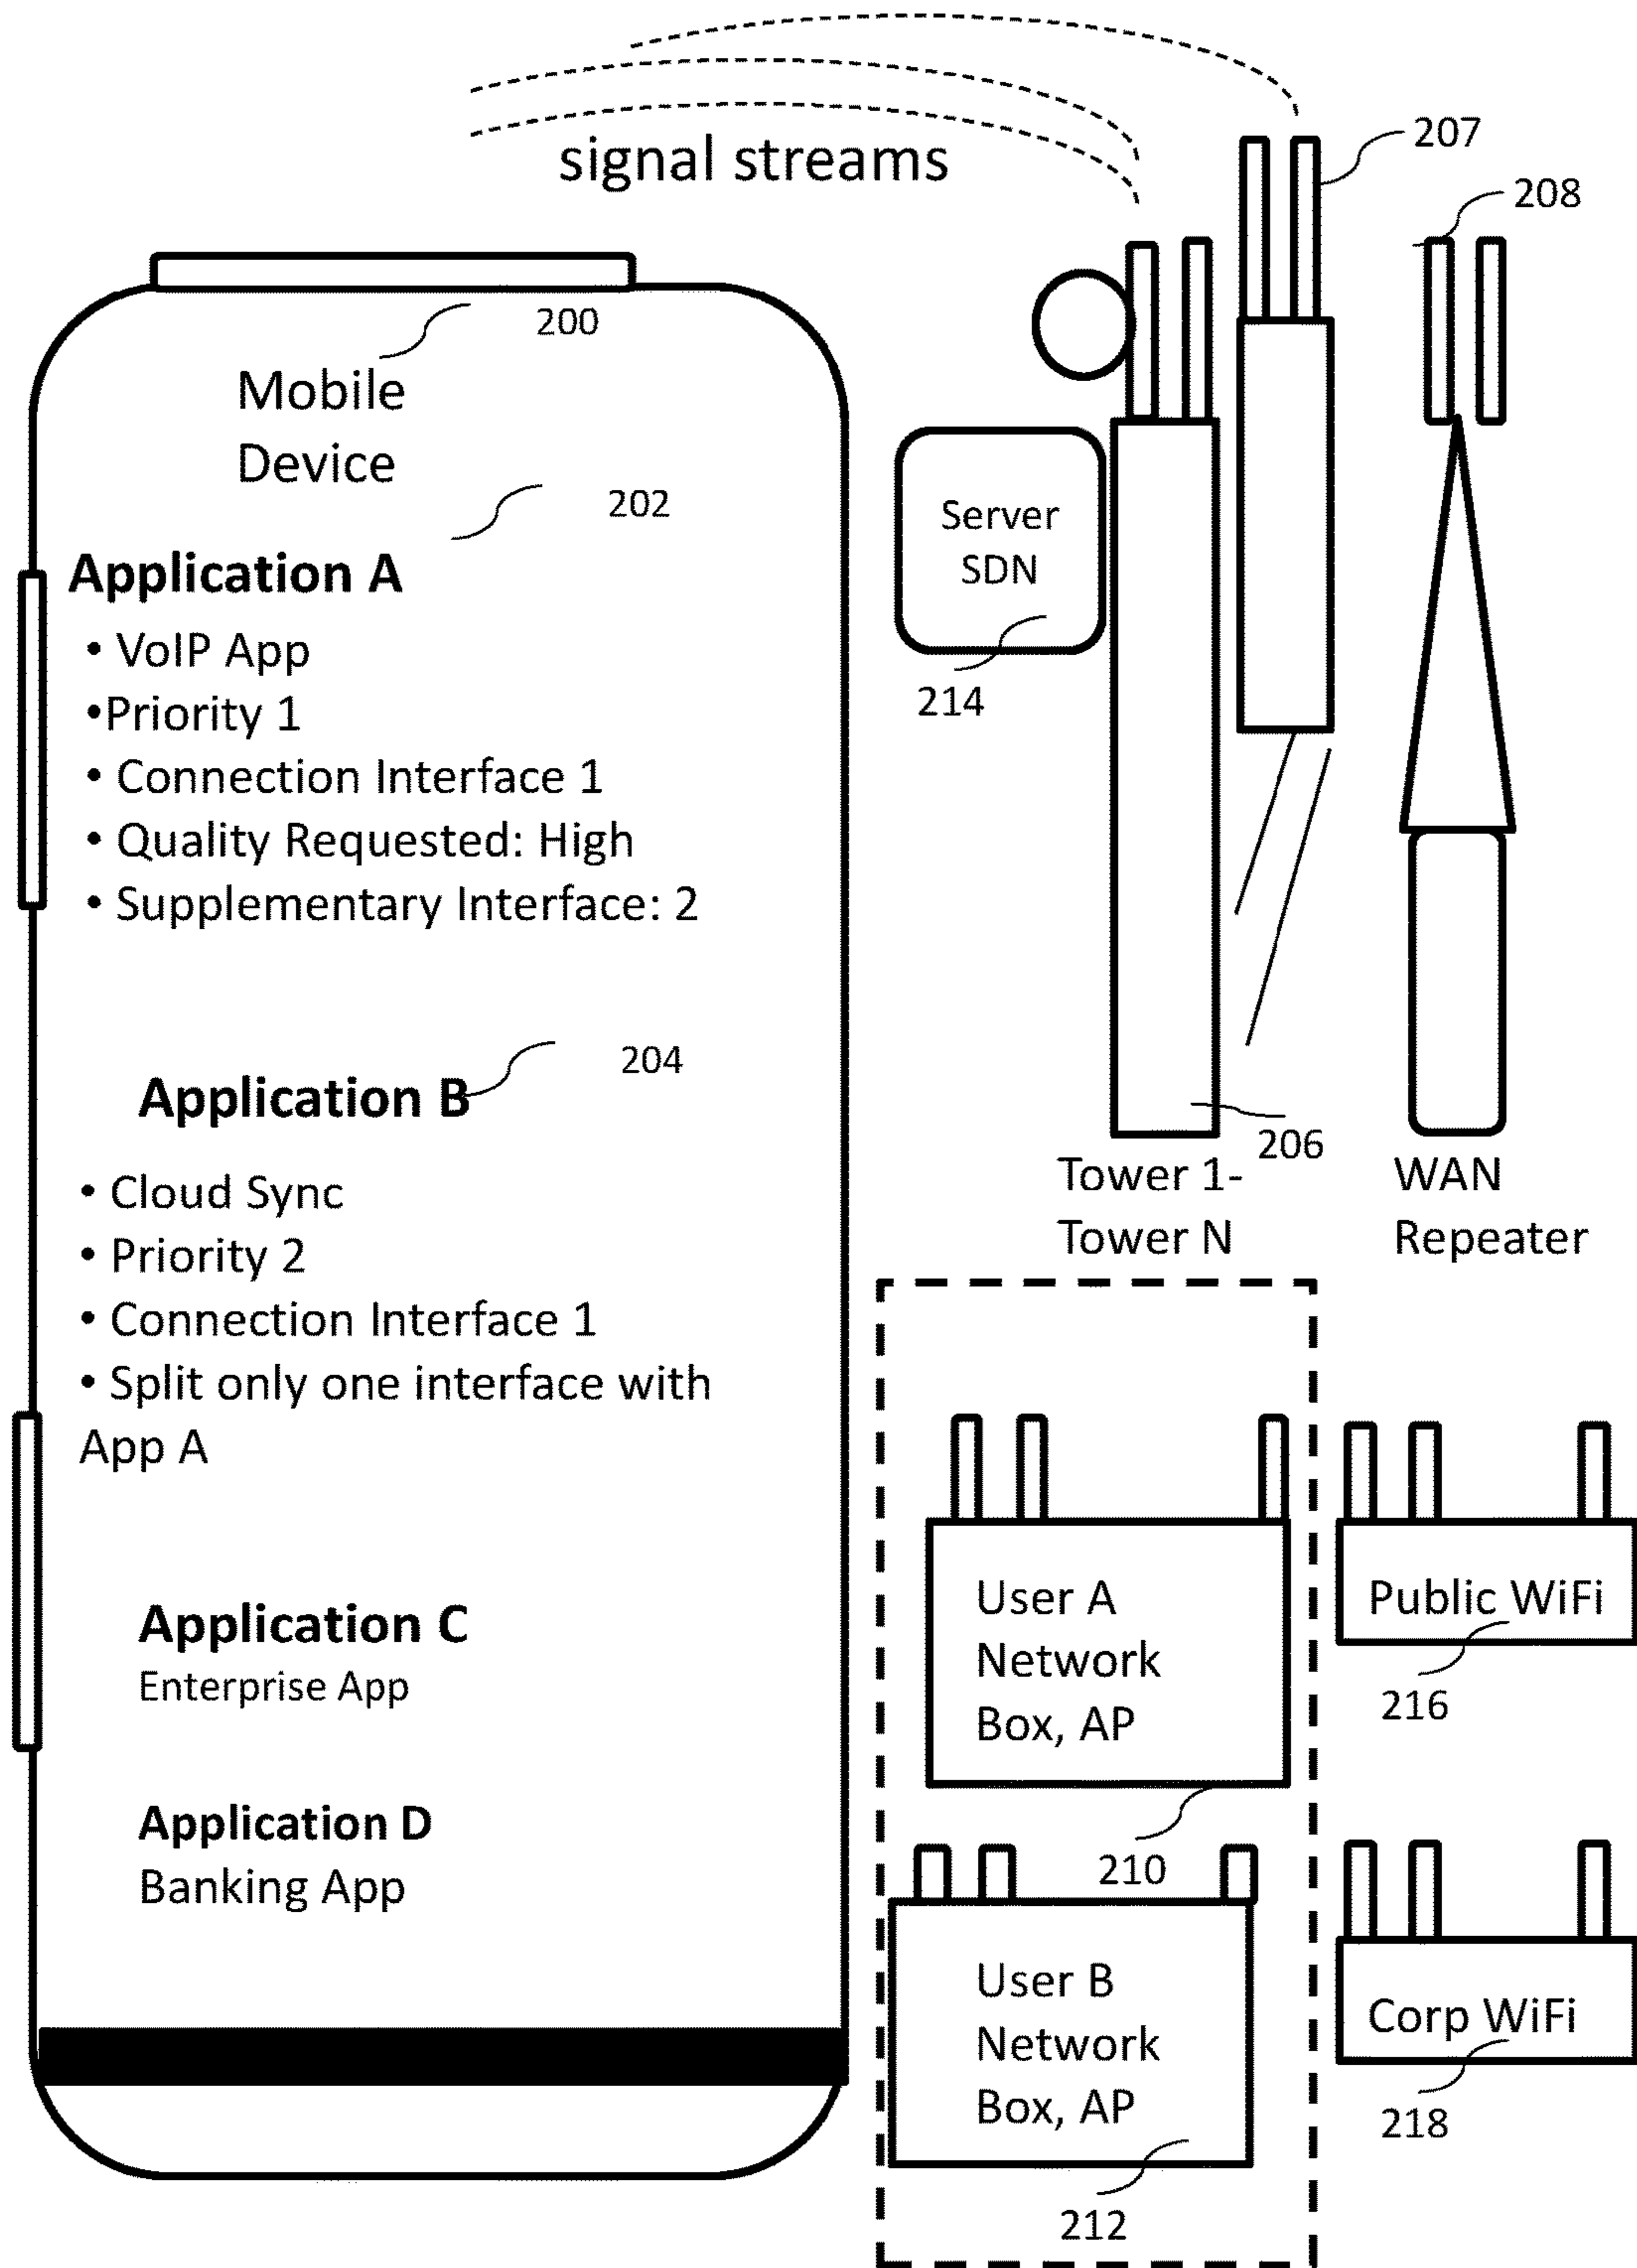 signal streams
207
208
200
Mobile
Device
202
Application A
• VoIP App
•Priority 1
• Connection Interface 1
• Quality Requested: High
• Supplementary Interface: 2
204
Application B
• Cloud Sync
• Priority 2
• Connection Interface 1
• Split only one interface with
App A
Application C
Enterprise App
Application D
Banking App
Server
SDN
214
206
Tower 1-
Tower N
WAN
Repeater
User A
Network
Box, AP
210
Public WiFi
216
User B
Network
Box, AP
212
Corp WiFi
218